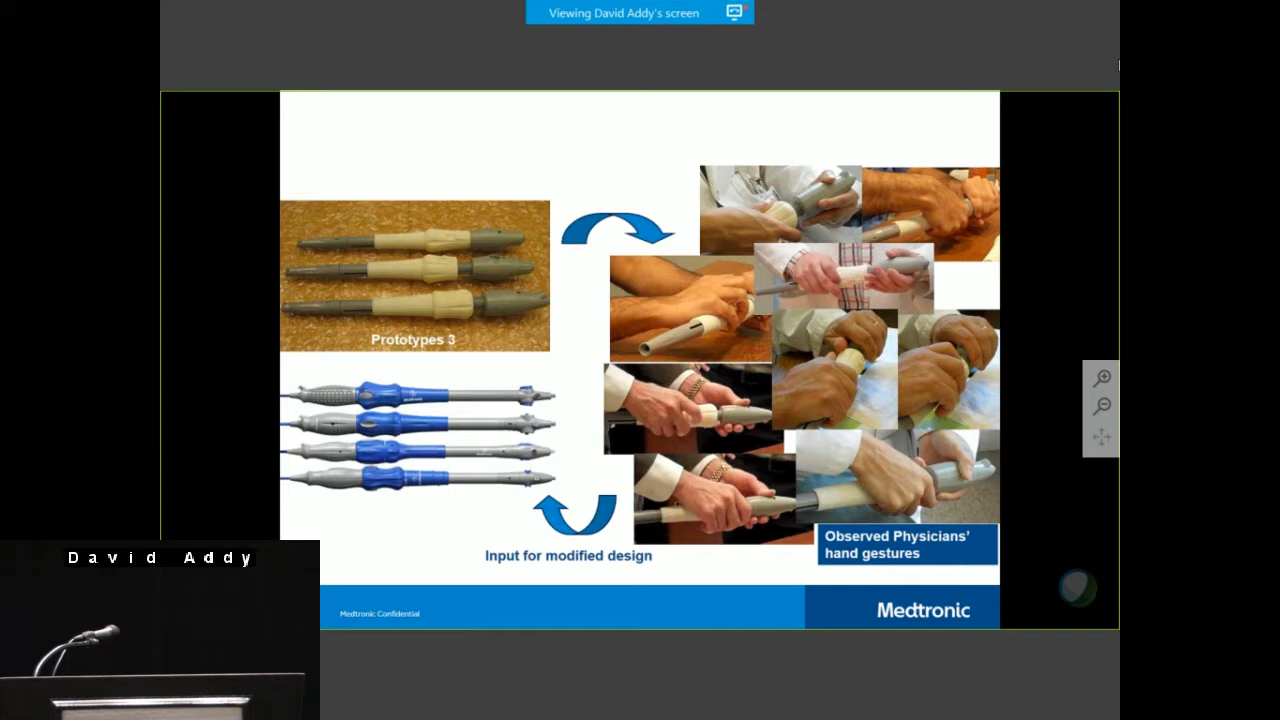 Viewing David Addy's screen
Prototypes 3
Input for modified design
Observed Physicians'
hand gestures
Medtronic Confidential
Medtronic
David Addy